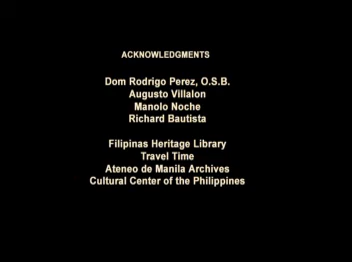 ACKNOWLEDGMENTS
Dom Rodrigo Perez, O.S.B.
Augusto Villalon
Manolo Noche
Richard Bautista
Filipinas Heritage Library
Travel Time
Ateneo de Manila Archives
Cultural Center of the Philippines